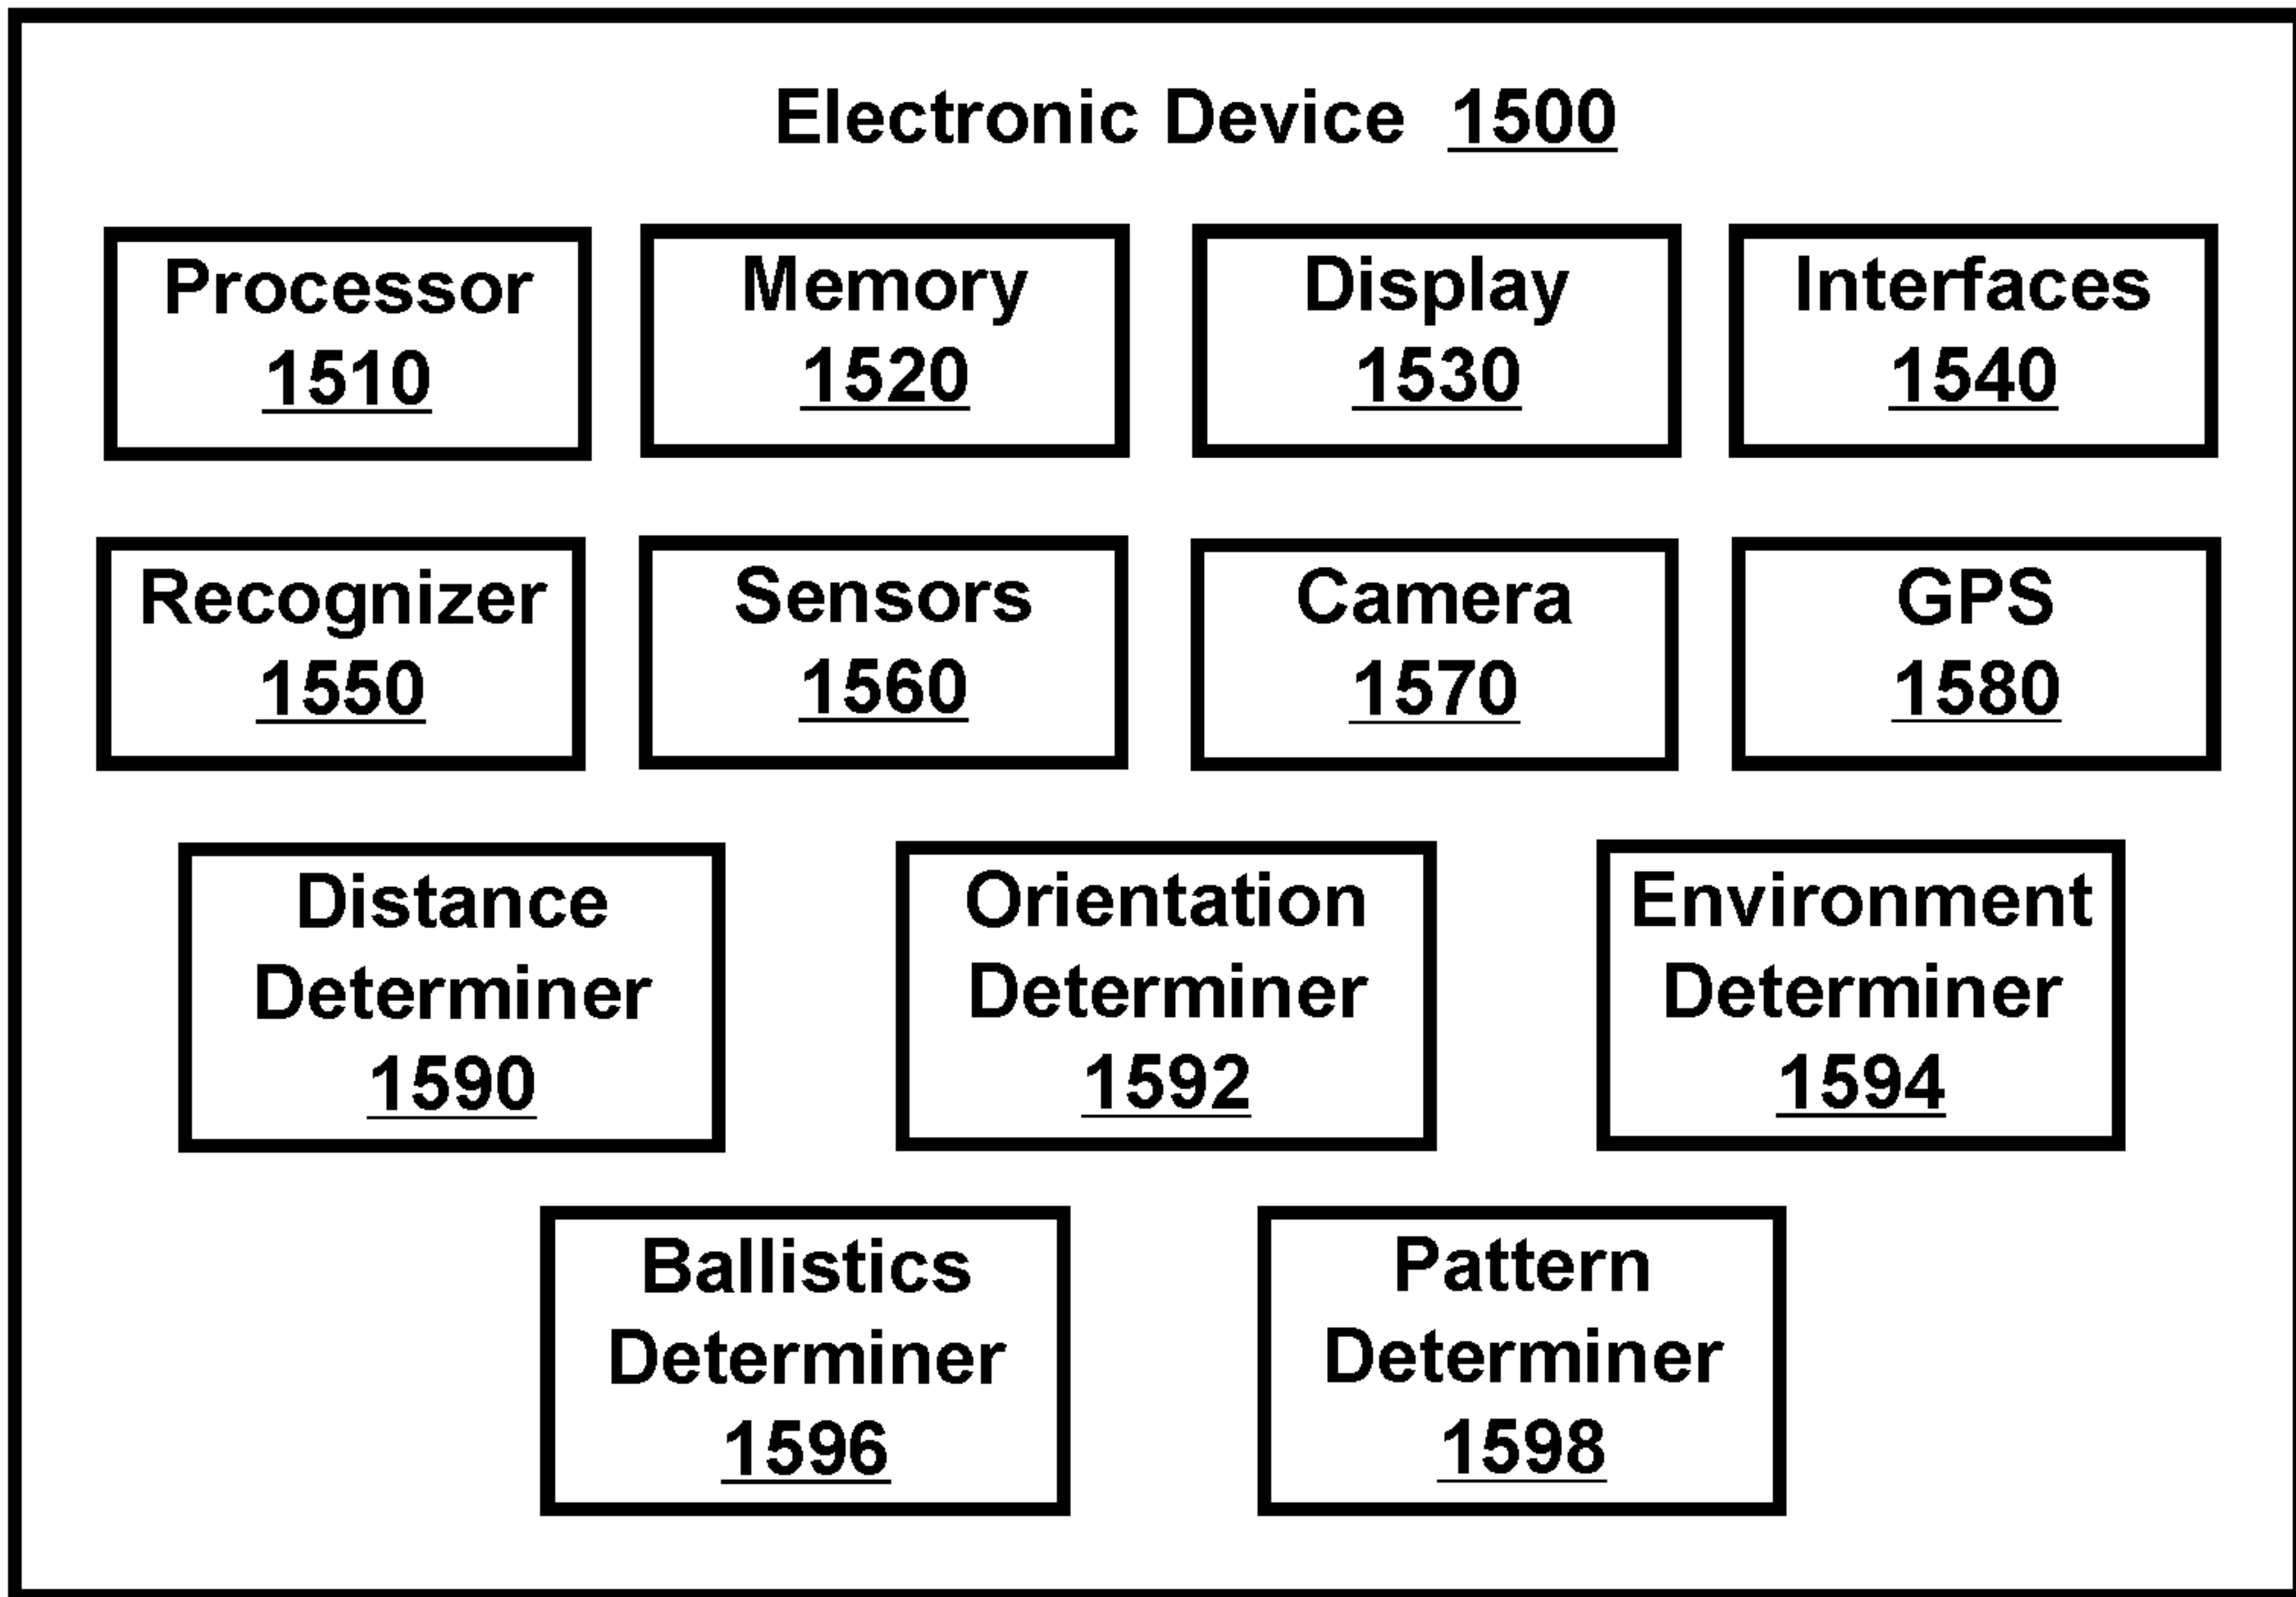 Electronic Device 1500
Processor
1510
Memory
1520
Display
1530
Interfaces
1540
Recognizer
1550
Sensors
1560
Camera
1570
GPS
1580
Distance
Determiner
1590
Orientation
Determiner
1592
Environment
Determiner
1594
Ballistics
Determiner
1596
Pattern
Determiner
1598